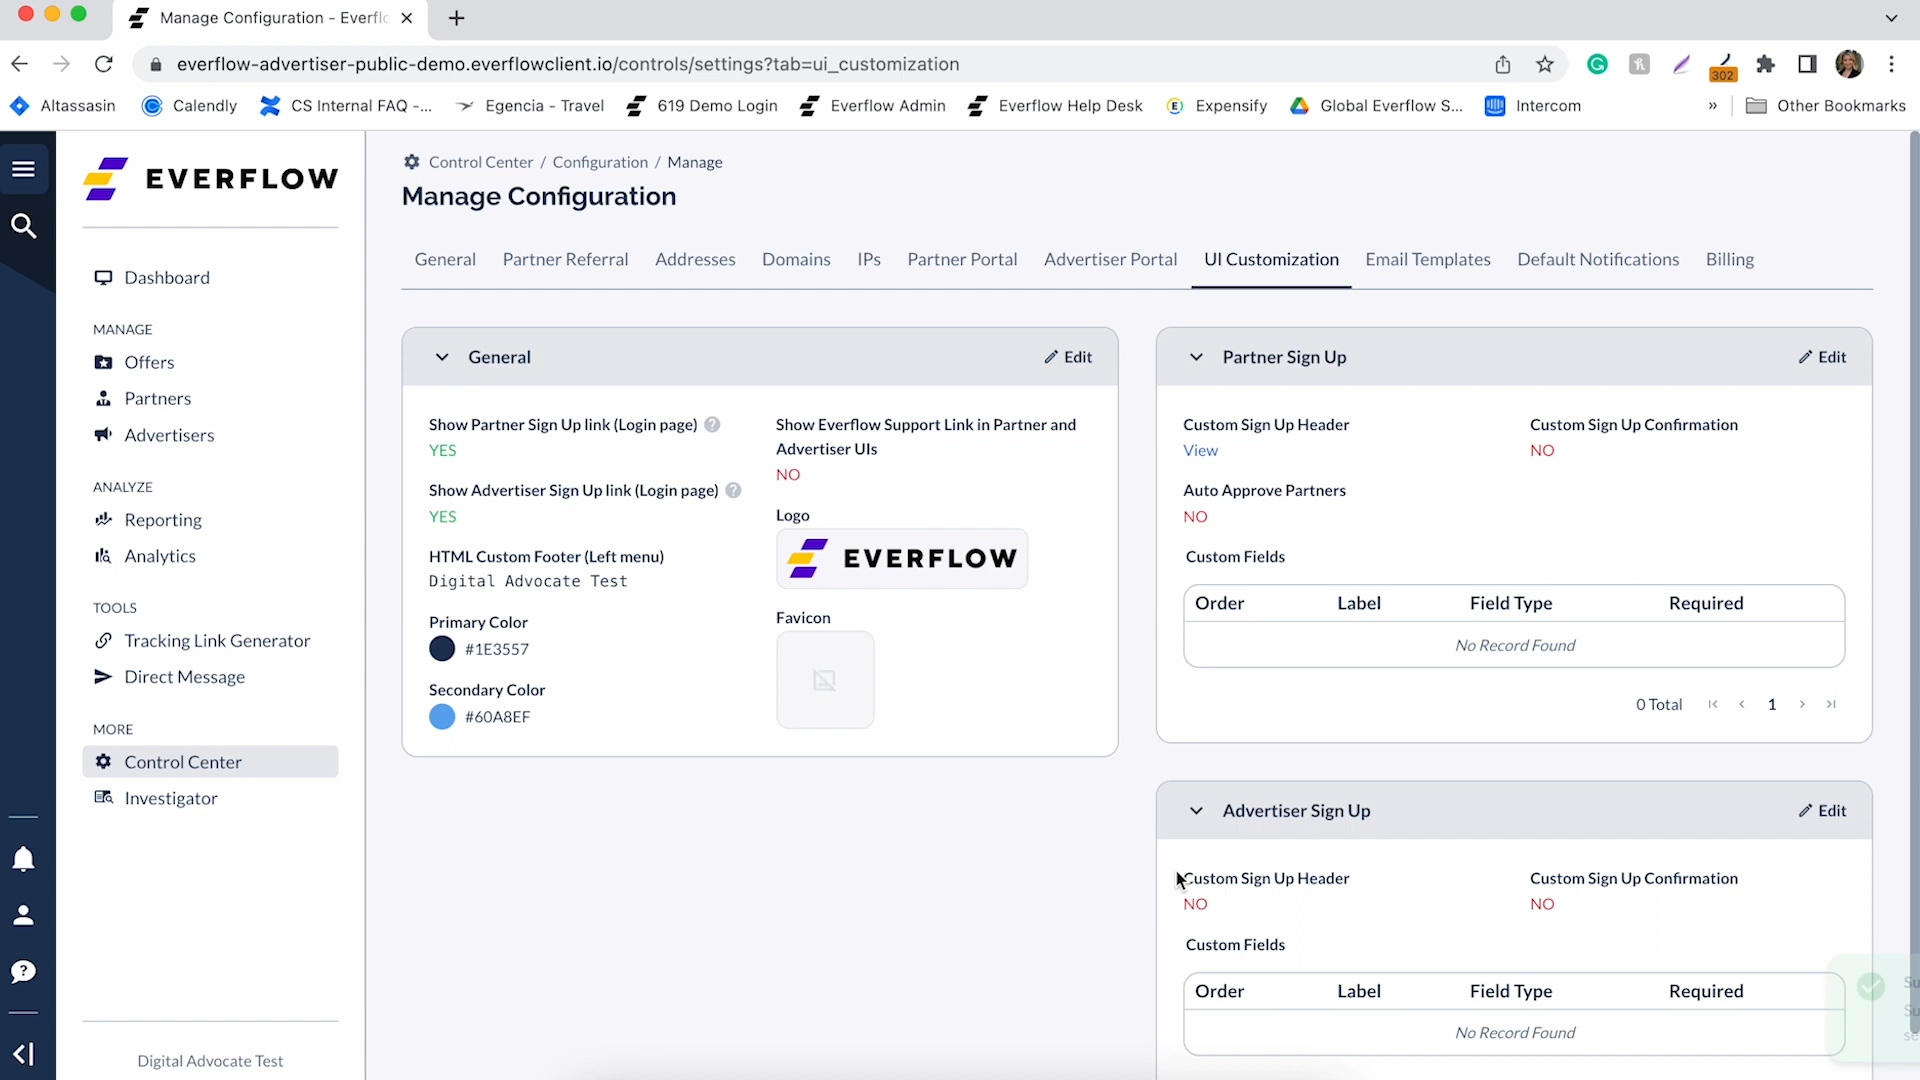 Manage Configuration - Everflo
everflow-advertiser-public-demo.everflowclient.io/controls/settings?tab=ui_customization
302
Altassasin
Calendly
CS Internal FAQ -...
Egencia - Travel
619 Demo Login
Everflow Admin
Everflow Help Desk
Expensify
Global Everflow S...
Intercom
»
Other Bookmarks
EVERFLOW
Dashboard
MANAGE
Offers
Partners
Advertisers
ANALYZE
Reporting
Analytics
TOOLS
Tracking Link Generator
Direct Message
MORE
Control Center
Investigator
Digital Advocate Test
Control Center / Configuration / Manage
Manage Configuration
General
Partner Referral
Addresses
Domains
IPs
Partner Portal
Advertiser Portal
UI Customization
Email Templates
Default Notifications
Billing
General
Edit
Show Partner Sign Up link (Login page) ?
YES
Show Advertiser Sign Up link (Login page) ?
YES
HTML Custom Footer (Left menu)
Digital Advocate Test
Primary Color
#1E3557
Secondary Color
#60A8EF
Show Everflow Support Link in Partner and
Advertiser UIs
NO
Logo
EVERFLOW
Favicon
Partner Sign Up
Edit
Custom Sign Up Header
View
Custom Sign Up Confirmation
NO
Auto Approve Partners
NO
Custom Fields
Order Label Field Type Required
No Record Found
0 Total
1
Advertiser Sign Up
Edit
Custom Sign Up Header
NO
Custom Sign Up Confirmation
NO
Custom Fields
Order Label Field Type Required
No Record Found